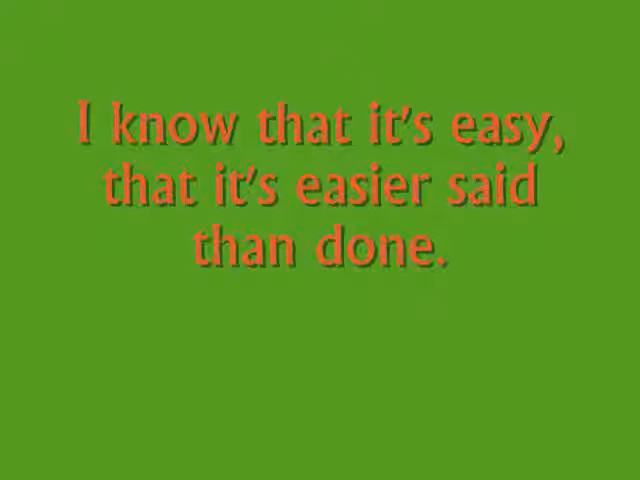 I know that it's easy,
that it's easier said
than done.